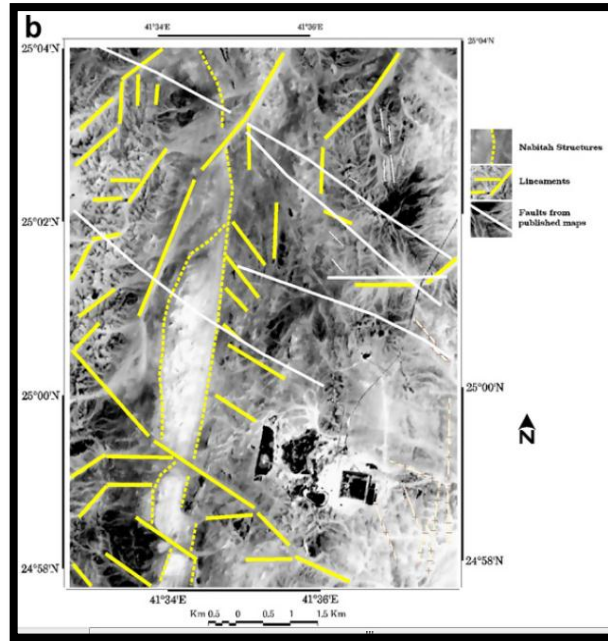 b
41°34'E
41°36'E
25°04'N
25°04'N
Nabitah Structures
Lineaments
Faults from
published maps
25°02'N
25°02'N
25°00'N
25°00'N
N
24°58'N
24°58'N
41°34'E
41°36'E
Km 0.5 0 0.5 1 1.5 Km